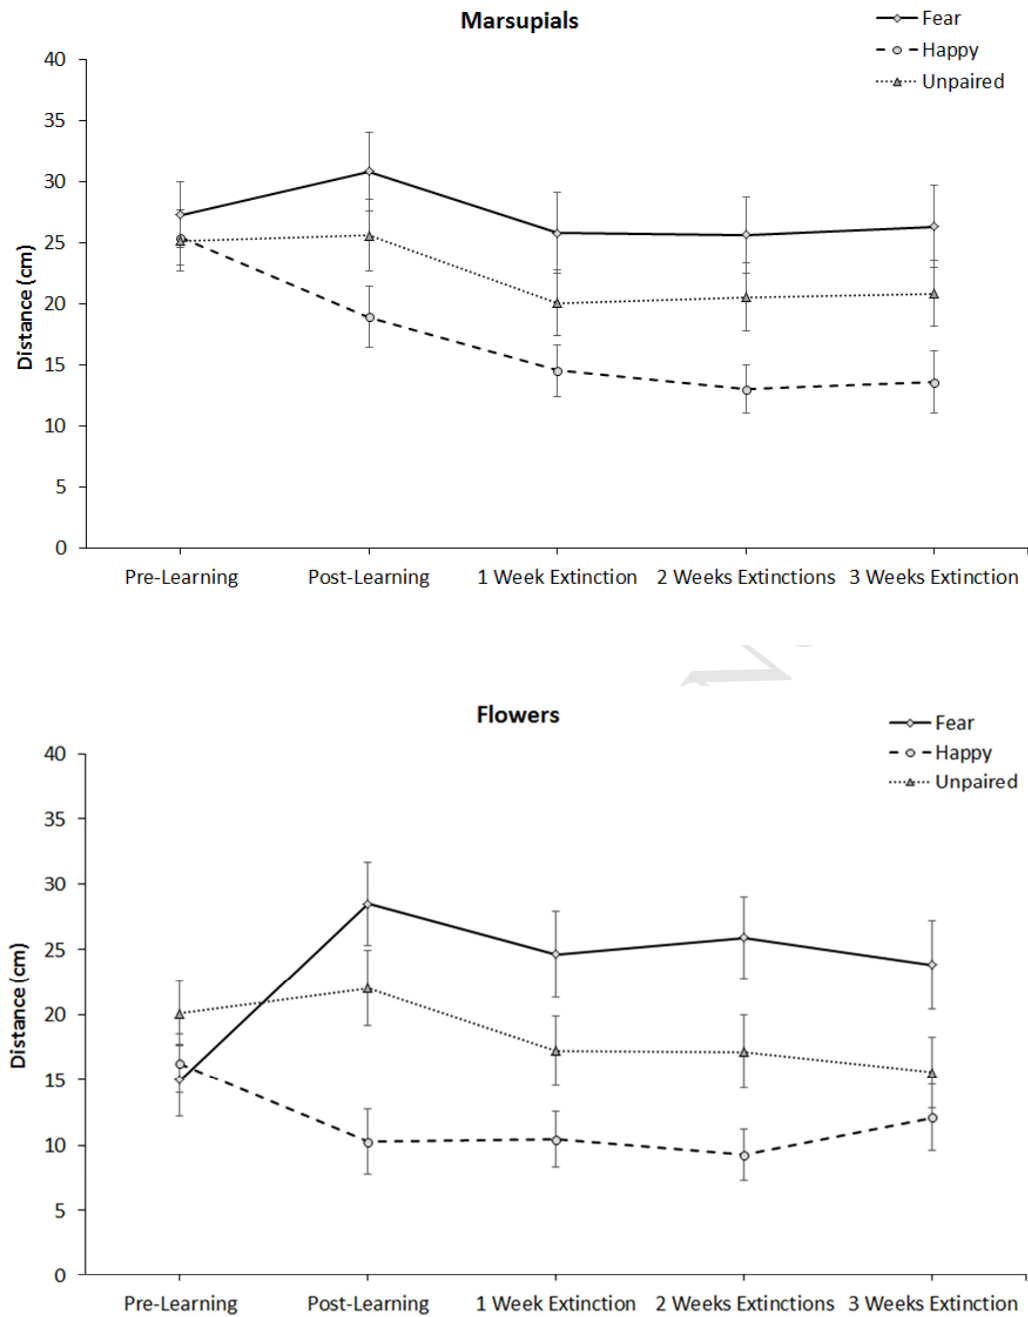 Marsupials
Fear
Happy
Unpaired
40
35
30
25
20
15
10
5
0
Distance (cm)
Pre-Learning Post-Learning 1 Week Extinction 2 Weeks Extinctions 3 Weeks Extinction
Flowers
Fear
Happy
Unpaired
40
35
30
25
20
15
10
5
0
Distance (cm)
Pre-Learning Post-Learning 1 Week Extinction 2 Weeks Extinctions 3 Weeks Extinction